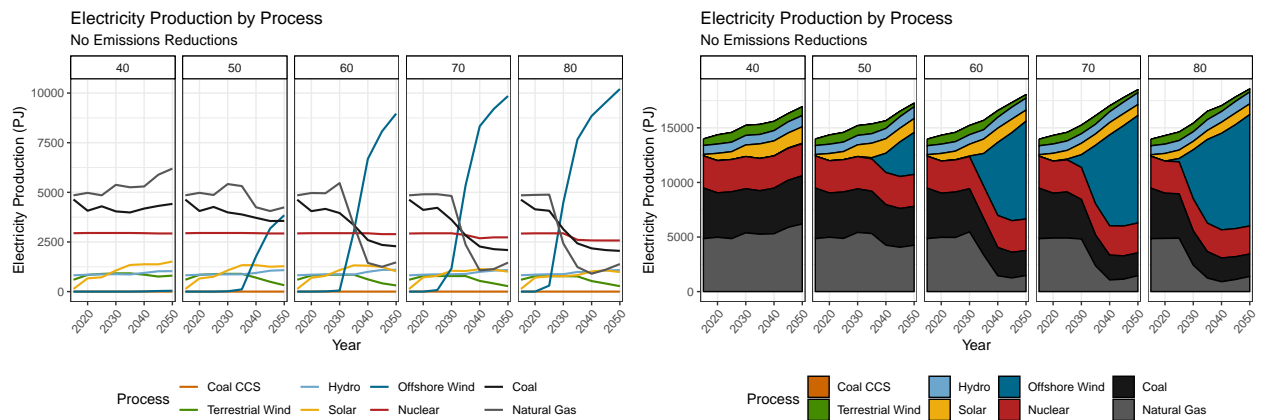 Electricity Production by Process
No Emissions Reductions
40 50 60 70 80
Electricity Production (PJ)
10000
7500
5000
2500
0
2020 2030 2040 2050 2020 2030 2040 2050 2020 2030 2040 2050 2020 2030 2040 2050 2020 2030 2040 2050
Year
Process
Coal CCS Hydro Offshore Wind Coal
Terrestrial Wind Solar Nuclear Natural Gas
Electricity Production by Process
No Emissions Reductions
40 50 60 70 80
Electricity Production (PJ)
15000
10000
5000
0
2020 2030 2040 2050 2020 2030 2040 2050 2020 2030 2040 2050 2020 2030 2040 2050 2020 2030 2040 2050
Year
Process
Coal CCS Hydro Offshore Wind Coal
Terrestrial Wind Solar Nuclear Natural Gas